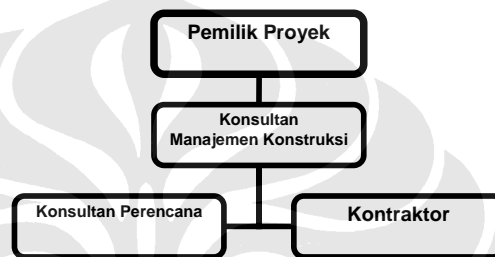 Pemilik Proyek
Konsultan
Manajemen Konstruksi
Konsultan Perencana
Kontraktor